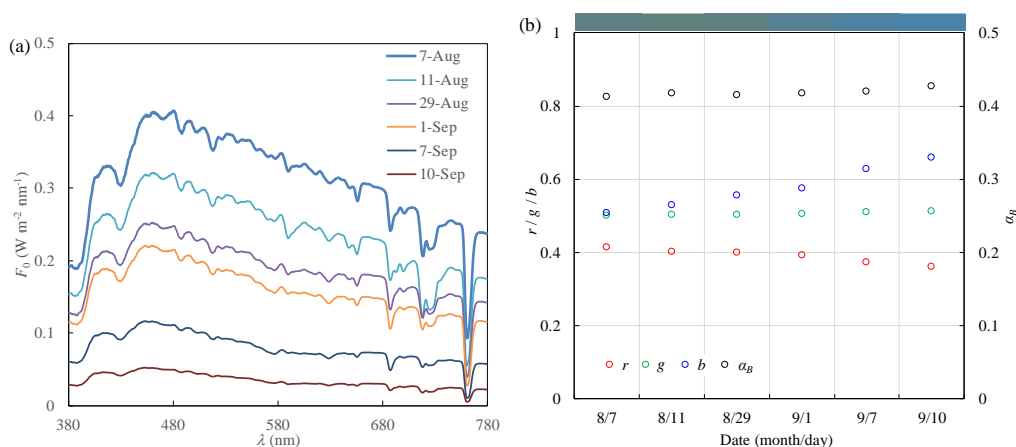 (a)
0.5
0.4
0.3
0.2
0.1
0
F₀ (W m⁻² nm⁻¹)
7-Aug
11-Aug
29-Aug
1-Sep
7-Sep
10-Sep
380 480 580 680 780
λ (nm)
(b)
1
0.8
0.6
0.4
0.2
0
r / g / b
0.5
0.4
0.3
0.2
0.1
0
α_B
r g b α_B
8/7 8/11 8/29 9/1 9/7 9/10
Date (month/day)